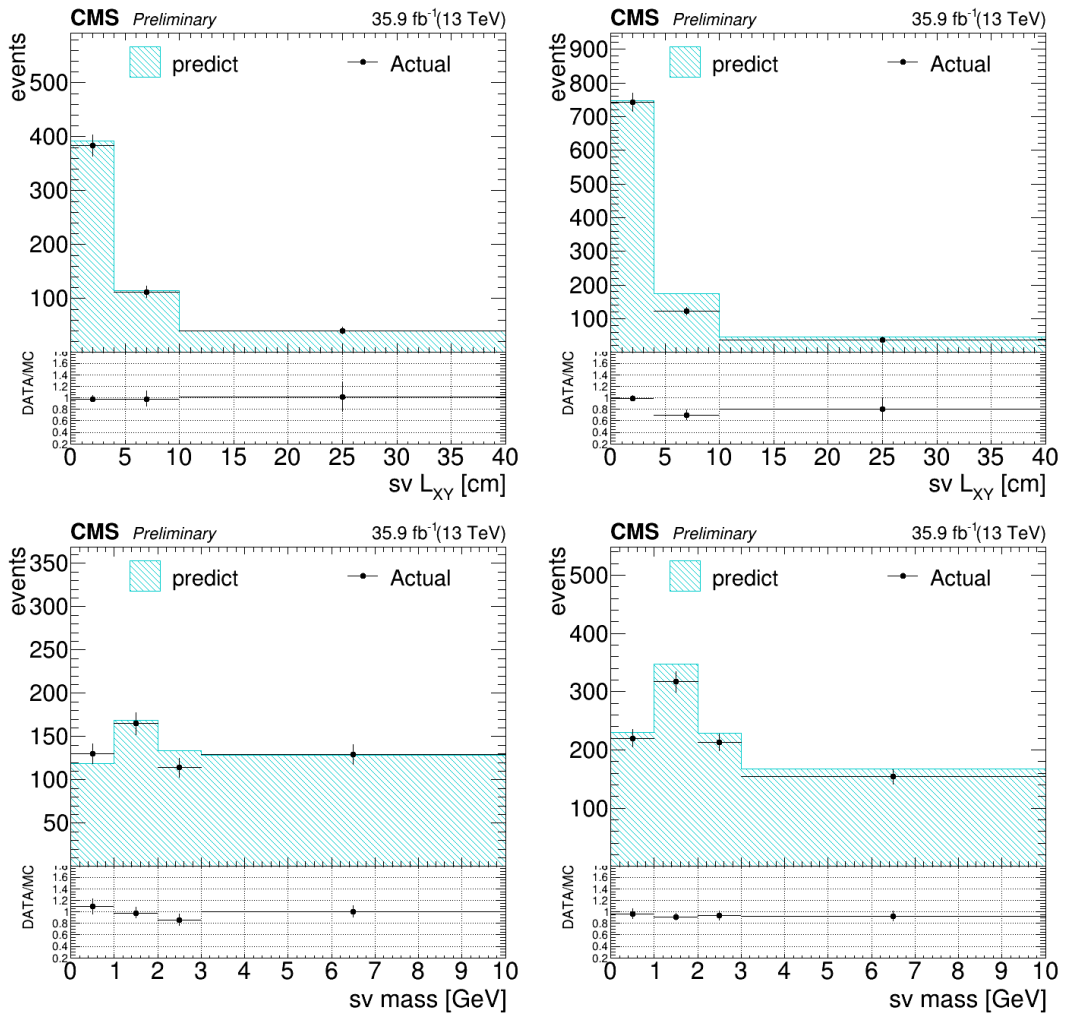 CMS Preliminary 35.9 fb⁻¹(13 TeV)
events
predict
Actual
500
400
300
200
100
DATA/MC
1.8
1.6
1.4
1.2
1
0.8
0.6
0.4
0.2
0 5 10 15 20 25 30 35 40
sv L_XY [cm]
CMS Preliminary 35.9 fb⁻¹(13 TeV)
events
predict
Actual
900
800
700
600
500
400
300
200
100
DATA/MC
1.8
1.6
1.4
1.2
1
0.8
0.6
0.4
0.2
0 5 10 15 20 25 30 35 40
sv L_XY [cm]
CMS Preliminary 35.9 fb⁻¹(13 TeV)
events
predict
Actual
350
300
250
200
150
100
50
DATA/MC
1.8
1.6
1.4
1.2
1
0.8
0.6
0.4
0.2
0 1 2 3 4 5 6 7 8 9 10
sv mass [GeV]
CMS Preliminary 35.9 fb⁻¹(13 TeV)
events
predict
Actual
500
400
300
200
100
DATA/MC
1.8
1.6
1.4
1.2
1
0.8
0.6
0.4
0.2
0 1 2 3 4 5 6 7 8 9 10
sv mass [GeV]